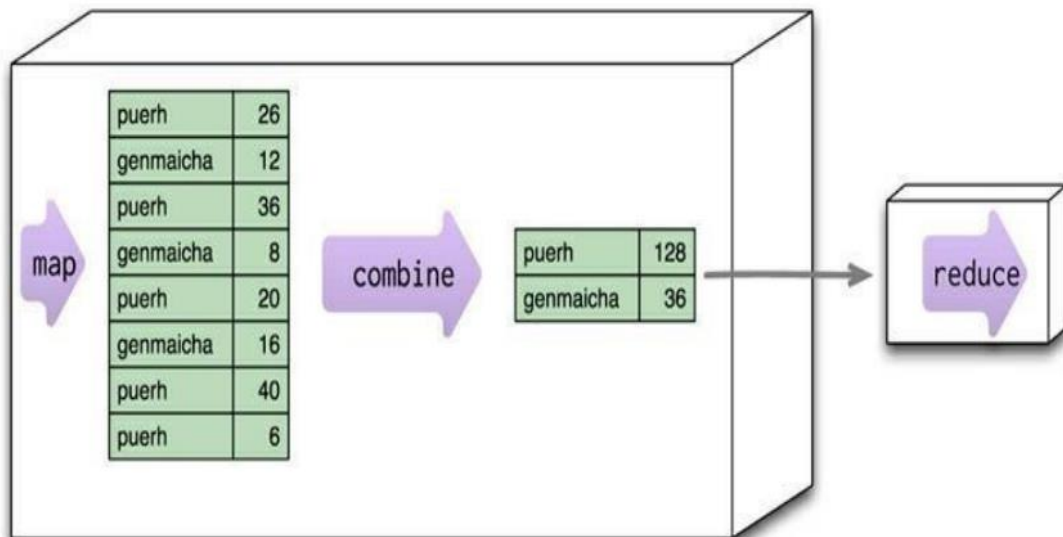 map
puerh 26
genmaicha 12
puerh 36
genmaicha 8
puerh 20
genmaicha 16
puerh 40
puerh 6
combine
puerh 128
genmaicha 36
reduce